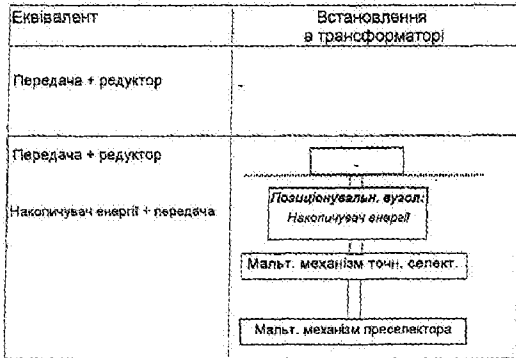 Еквівалент
Встановлення
в трансформаторі
Передача + редуктор
-
Передача + редуктор
-
Накопичувач енергії + передача
Позиціонувальн. вузол:
Накопичувач енергії
Мальт. механізм точн. селект.
Мальт. механізм преселектора